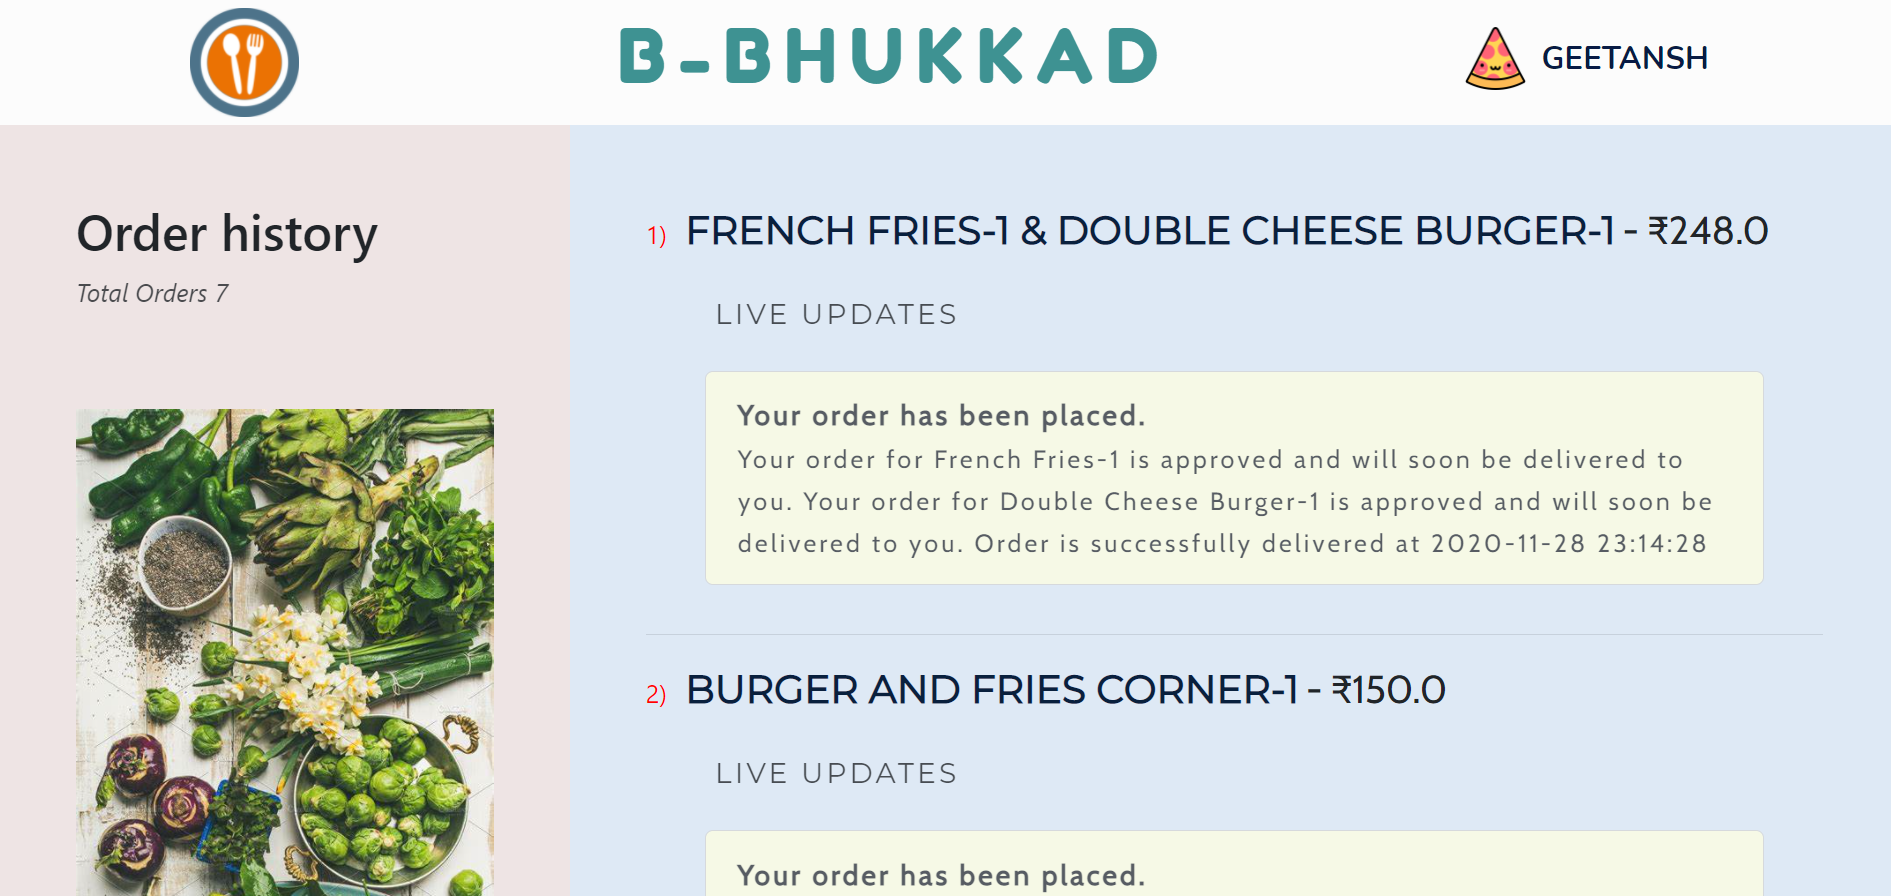 B-BHUKKAD
GEETANSH
Order history
Total Orders 7
1) FRENCH FRIES-1 & DOUBLE CHEESE BURGER-1 - ₹248.0
LIVE UPDATES
Your order has been placed.
Your order for French Fries-1 is approved and will soon be delivered to
you. Your order for Double Cheese Burger-1 is approved and will soon be
delivered to you. Order is successfully delivered at 2020-11-28 23:14:28
2) BURGER AND FRIES CORNER-1 - ₹150.0
LIVE UPDATES
Your order has been placed.